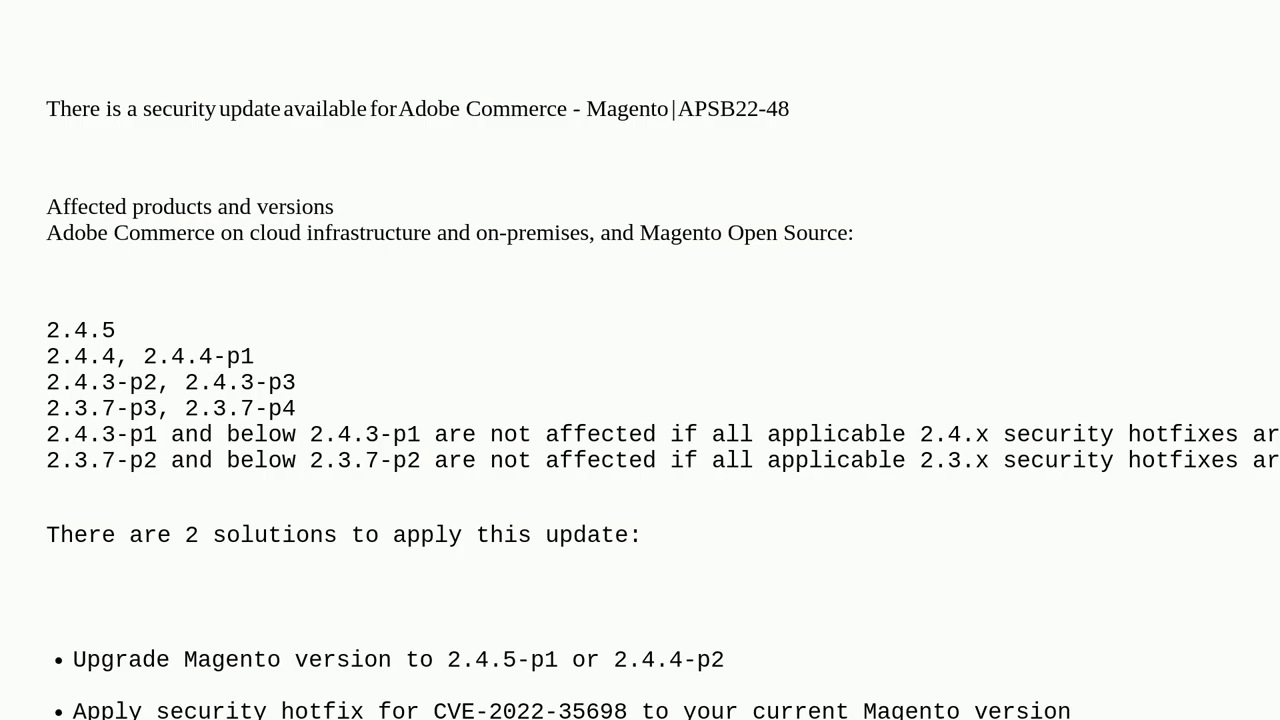 There is a security update available for Adobe Commerce - Magento | APSB22-48
Affected products and versions
Adobe Commerce on cloud infrastructure and on-premises, and Magento Open Source:
2.4.5
2.4.4, 2.4.4-p1
2.4.3-p2, 2.4.3-p3
2.3.7-p3, 2.3.7-p4
2.4.3-p1 and below 2.4.3-p1 are not affected if all applicable 2.4.x security hotfixes ar
2.3.7-p2 and below 2.3.7-p2 are not affected if all applicable 2.3.x security hotfixes ar
There are 2 solutions to apply this update:
• Upgrade Magento version to 2.4.5-p1 or 2.4.4-p2
• Apply security hotfix for CVE-2022-35698 to your current Magento version